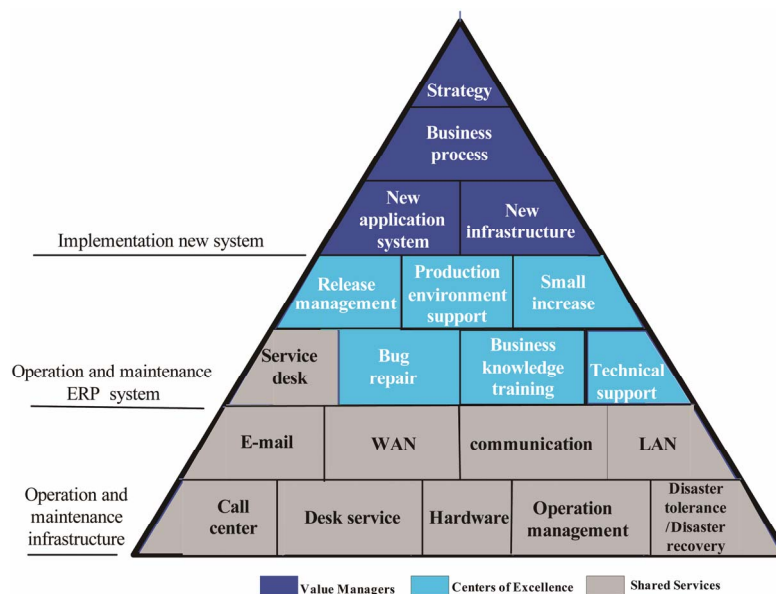 Strategy
Business
process
New
application
system
New
infrastructure
Implementation new system
Release
management
Production
environment
support
Small
increase
Operation and maintenance
ERP system
Service
desk
Bug
repair
Business
knowledge
training
Technical
support
E-mail
WAN
communication
LAN
Operation and
maintenance
infrastructure
Call
center
Desk service
Hardware
Operation
management
Disaster
tolerance
/Disaster
recovery
Value Managers
Centers of Excellence
Shared Services